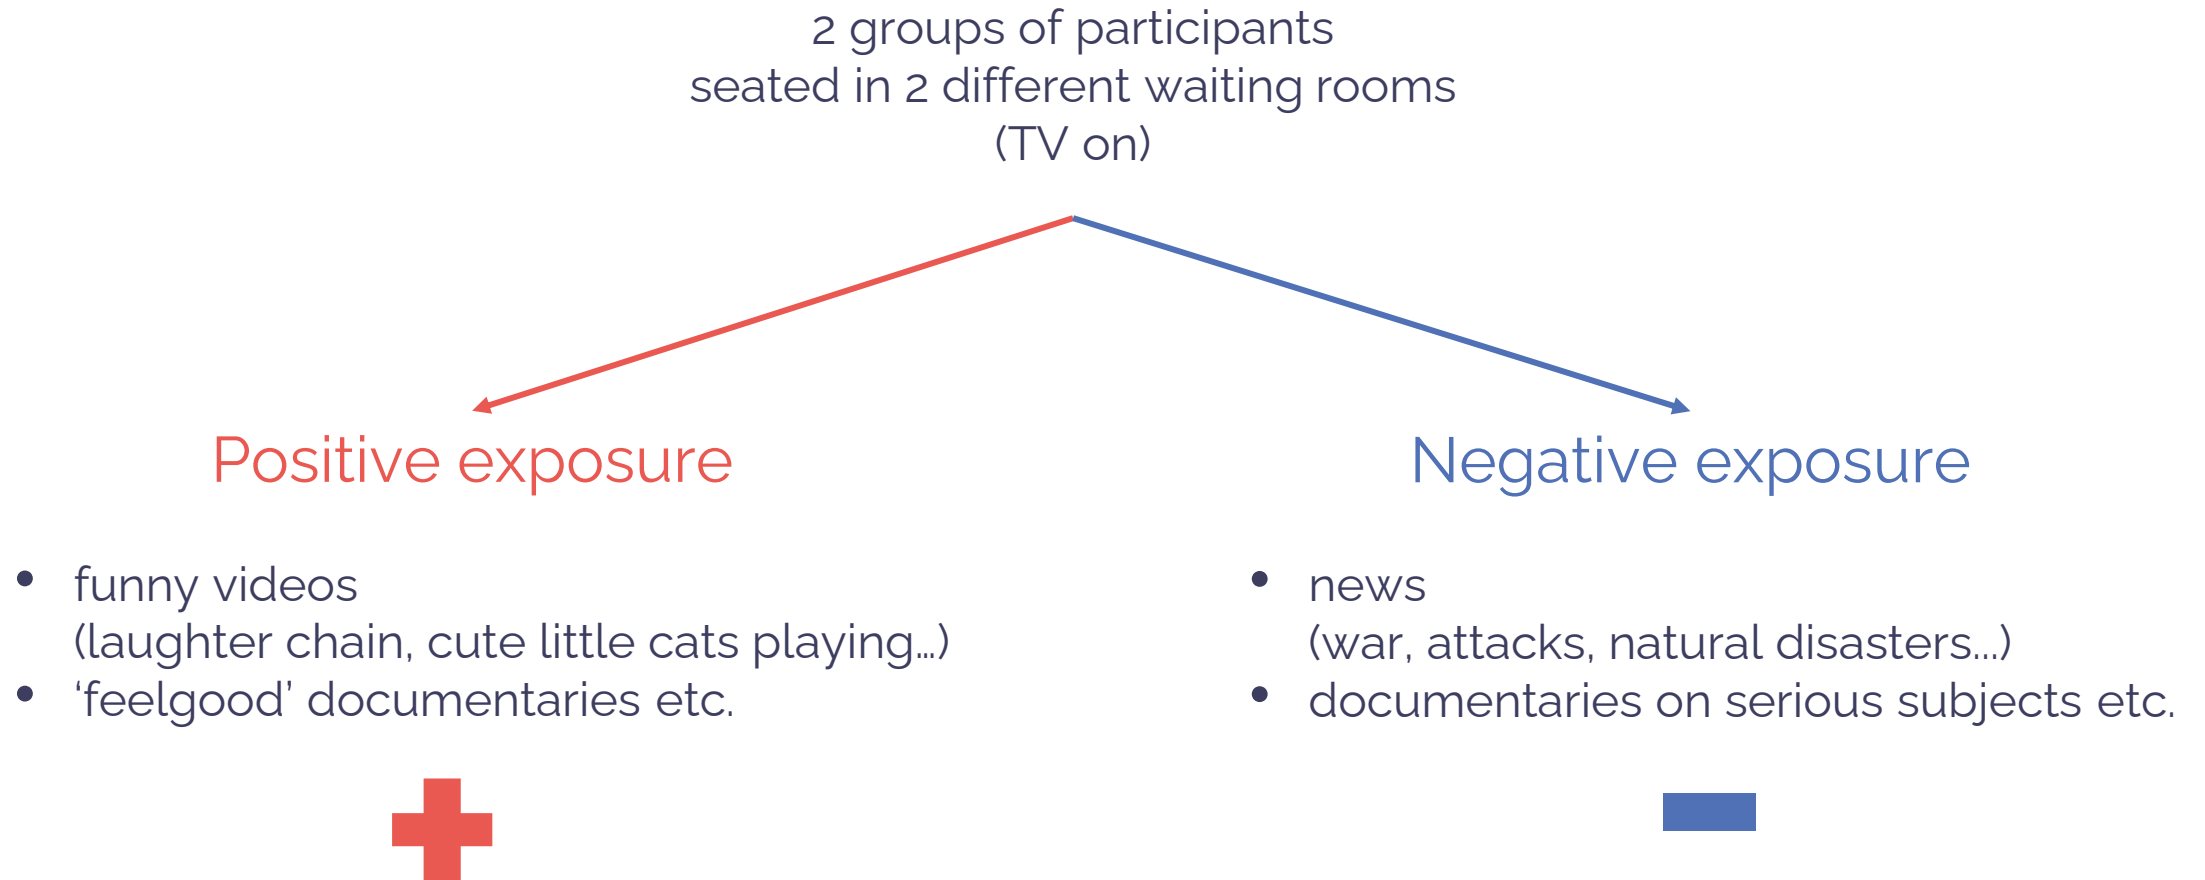 2 groups of participants
seated in 2 different waiting rooms
(TV on)
Positive exposure
• funny videos
(laughter chain, cute little cats playing…)
• ‘feelgood’ documentaries etc.
Negative exposure
• news
(war, attacks, natural disasters...)
• documentaries on serious subjects etc.